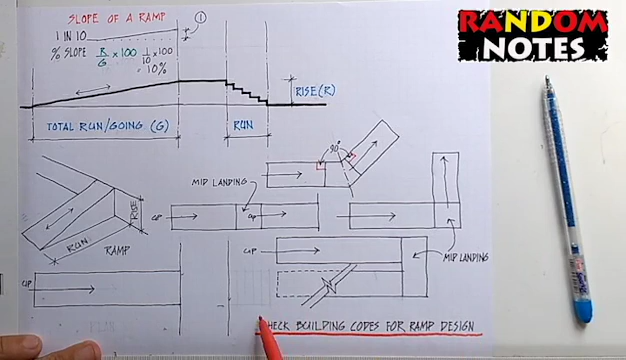 SLOPE OF A RAMP
1 IN 10
1
% SLOPE R/G × 100 1/10 × 100
= 10%
RANDOM
NOTES
RISE (R)
TOTAL RUN/GOING (G)
RUN
90°
MID LANDING
RISE
UP
UP
RUN
RAMP
UP
MID LANDING
UP
CHECK BUILDING CODES FOR RAMP DESIGN